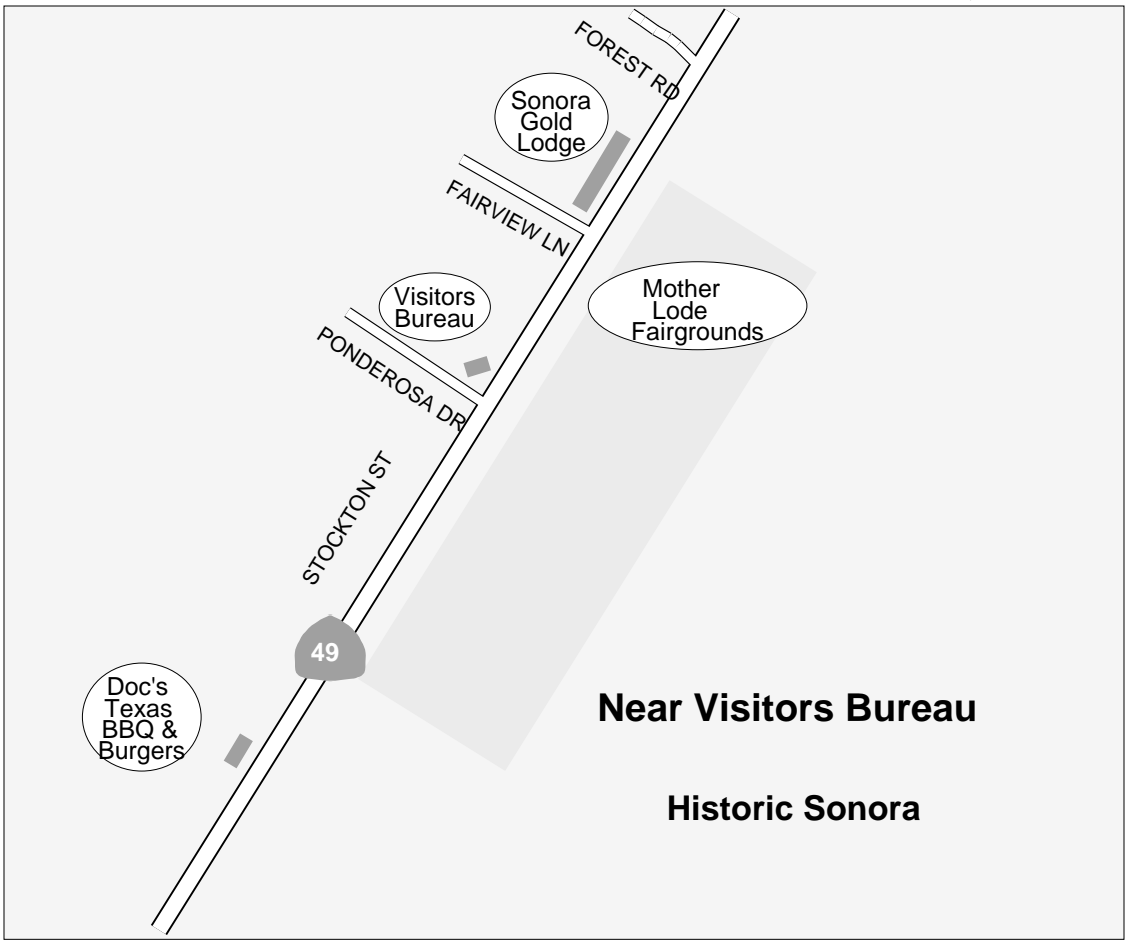 FOREST RD
Sonora
Gold
Lodge
FAIRVIEW LN
Mother
Lode
Fairgrounds
Visitors
Bureau
PONDEROSA DR
STOCKTON ST
49
Doc's
Texas
BBQ &
Burgers
Near Visitors Bureau
Historic Sonora